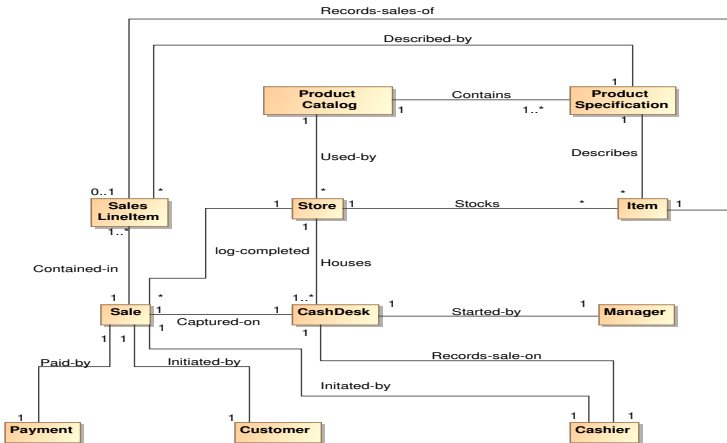 Records-sales-of
Described-by
Product
Catalog
1
Contains
1..*
1
Product
Specification
1
1
Used-by
Describes
0..1
*
*
*
Sales
LineItem
1
Store
1
Stocks
*
Item
1
1..*
1
log-completed
Houses
Contained-in
1
*
1..*
Sale
1
Captured-on
1
CashDesk
1
Started-by
1
Manager
1
1
1
1
Paid-by
Initiated-by
Records-sale-on
Initated-by
1
1
1
1
Payment
Customer
Cashier